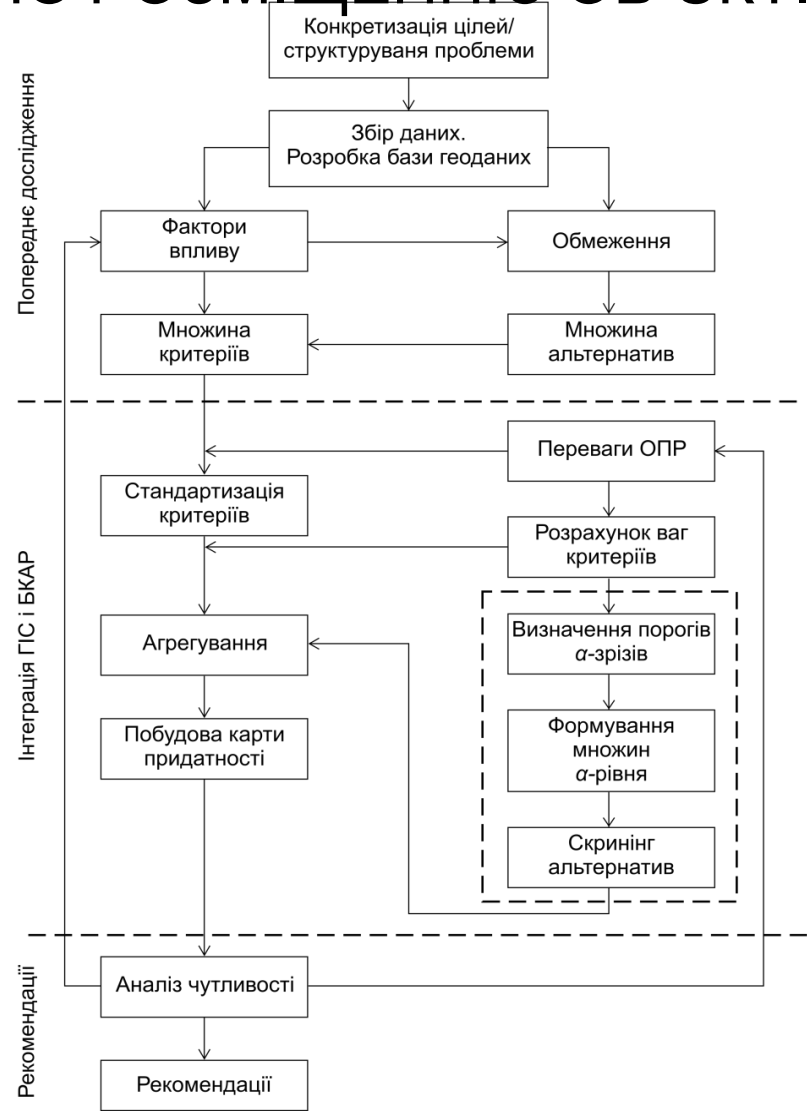 Конкретизація цілей/
структуруваня проблеми
Збір даних.
Розробка бази геоданих
Попереднє дослідження
Фактори
впливу
Обмеження
Множина
критеріїв
Множина
альтернатив
Інтеграція ГІС і БКАР
Переваги ОПР
Стандартизація
критеріїв
Розрахунок ваг
критеріїв
Агрегування
Визначення порогів
α-зрізів
Побудова карти
придатності
Формування
множин
α-рівня
Скринінг
альтернатив
Рекомендації
Аналіз чутливості
Рекомендації